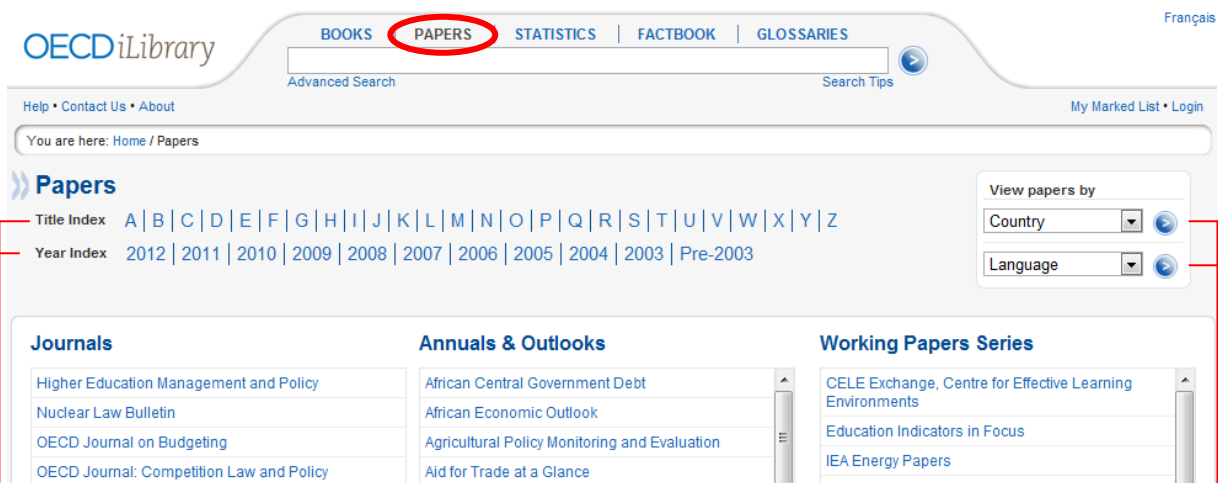 Français
BOOKS | PAPERS | STATISTICS | FACTBOOK | GLOSSARIES
OECD iLibrary
Advanced Search Search Tips
Help • Contact Us • About My Marked List • Login
You are here: Home / Papers
Papers
View papers by
Title Index A | B | C | D | E | F | G | H | I | J | K | L | M | N | O | P | Q | R | S | T | U | V | W | X | Y | Z
Country
Year Index 2012 | 2011 | 2010 | 2009 | 2008 | 2007 | 2006 | 2005 | 2004 | 2003 | Pre-2003
Language
Journals
Higher Education Management and Policy
Nuclear Law Bulletin
OECD Journal on Budgeting
OECD Journal: Competition Law and Policy
Annuals & Outlooks
African Central Government Debt
African Economic Outlook
Agricultural Policy Monitoring and Evaluation
Aid for Trade at a Glance
Working Papers Series
CELE Exchange, Centre for Effective Learning
Environments
Education Indicators in Focus
IEA Energy Papers